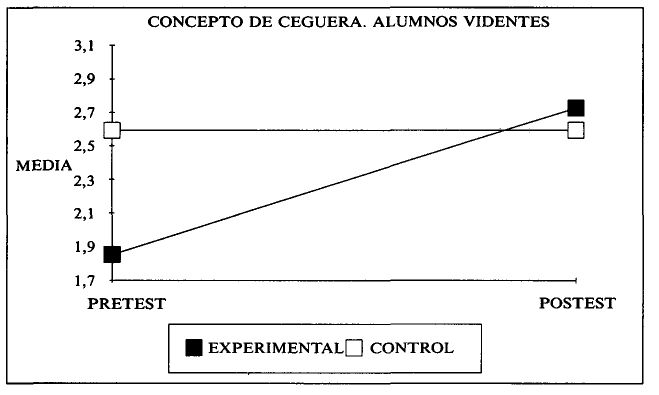 CONCEPTO DE CEGUERA. ALUMNOS VIDENTES
3,1
2,9
2,7
2,5
MEDIA
2,3
2,1
1,9
1,7
PRETEST
POSTEST
EXPERIMENTAL
CONTROL